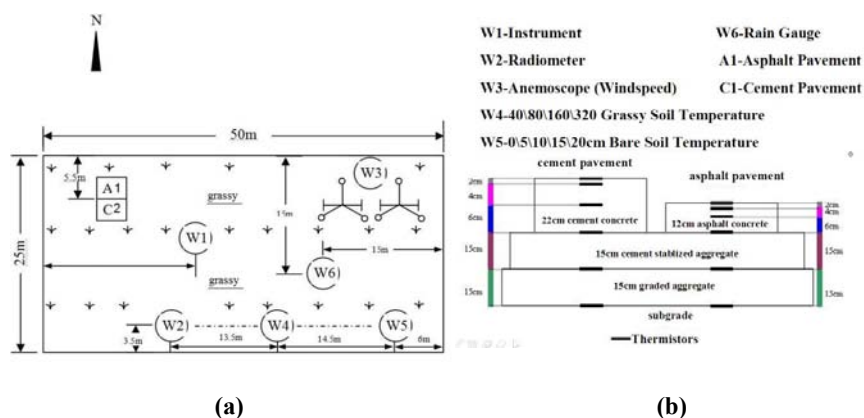 N
50m
25m
5.5m
A1
C2
grassy
W3
W1
15m
W6
grassy
W2
W4
W5
3.5m
13.5m
14.5m
6m
(a)
W1-Instrument W6-Rain Gauge
W2-Radiometer A1-Asphalt Pavement
W3-Anemoscope (Windspeed) C1-Cement Pavement
W4-40\80\160\320 Grassy Soil Temperature
W5-0\5\10\15\20cm Bare Soil Temperature
cement pavement
asphalt pavement
2cm
4cm
4cm
6cm
22cm cement concrete
12cm asphalt concrete
6cm
15cm
15cm cement stablized aggregate
15cm
15cm
15cm graded aggregate
15cm
subgrade
Thermistors
(b)